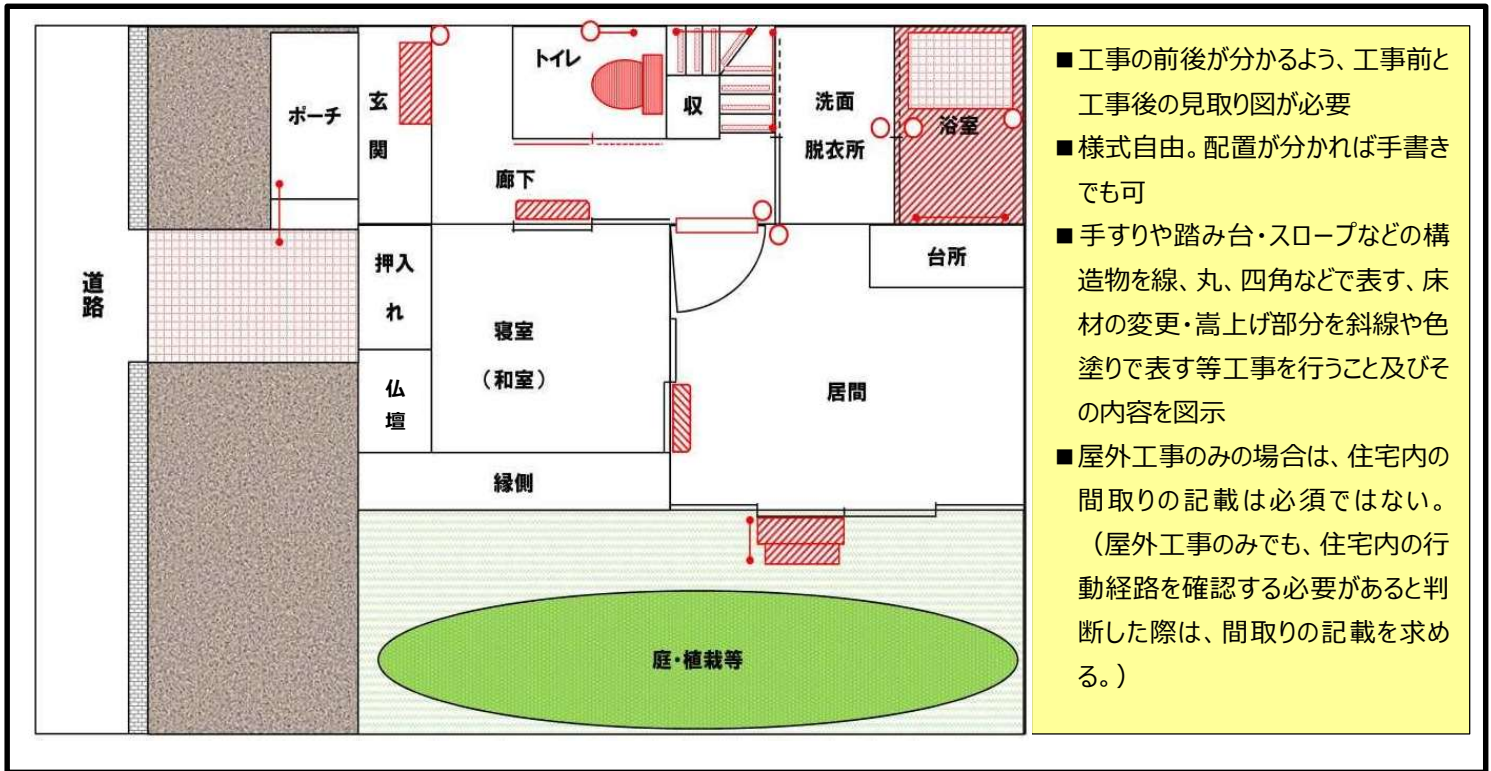 道路
ポーチ
玄関
トイレ
収
洗面
脱衣所
浴室
廊下
押入れ
台所
寝室
（和室）
居間
仏壇
縁側
庭・植栽等
■工事の前後が分かるよう、工事前と
工事後の見取り図が必要
■様式自由。配置が分かれば手書き
でも可
■手すりや踏み台・スロープなどの構
造物を線、丸、四角などで表す、床
材の変更・嵩上げ部分を斜線や色
塗りで表す等工事を行うこと及びそ
の内容を図示
■屋外工事のみの場合は、住宅内の
間取りの記載は必須ではない。
（屋外工事のみでも、住宅内の行
動経路を確認する必要があると判
断した際は、間取りの記載を求め
る。）